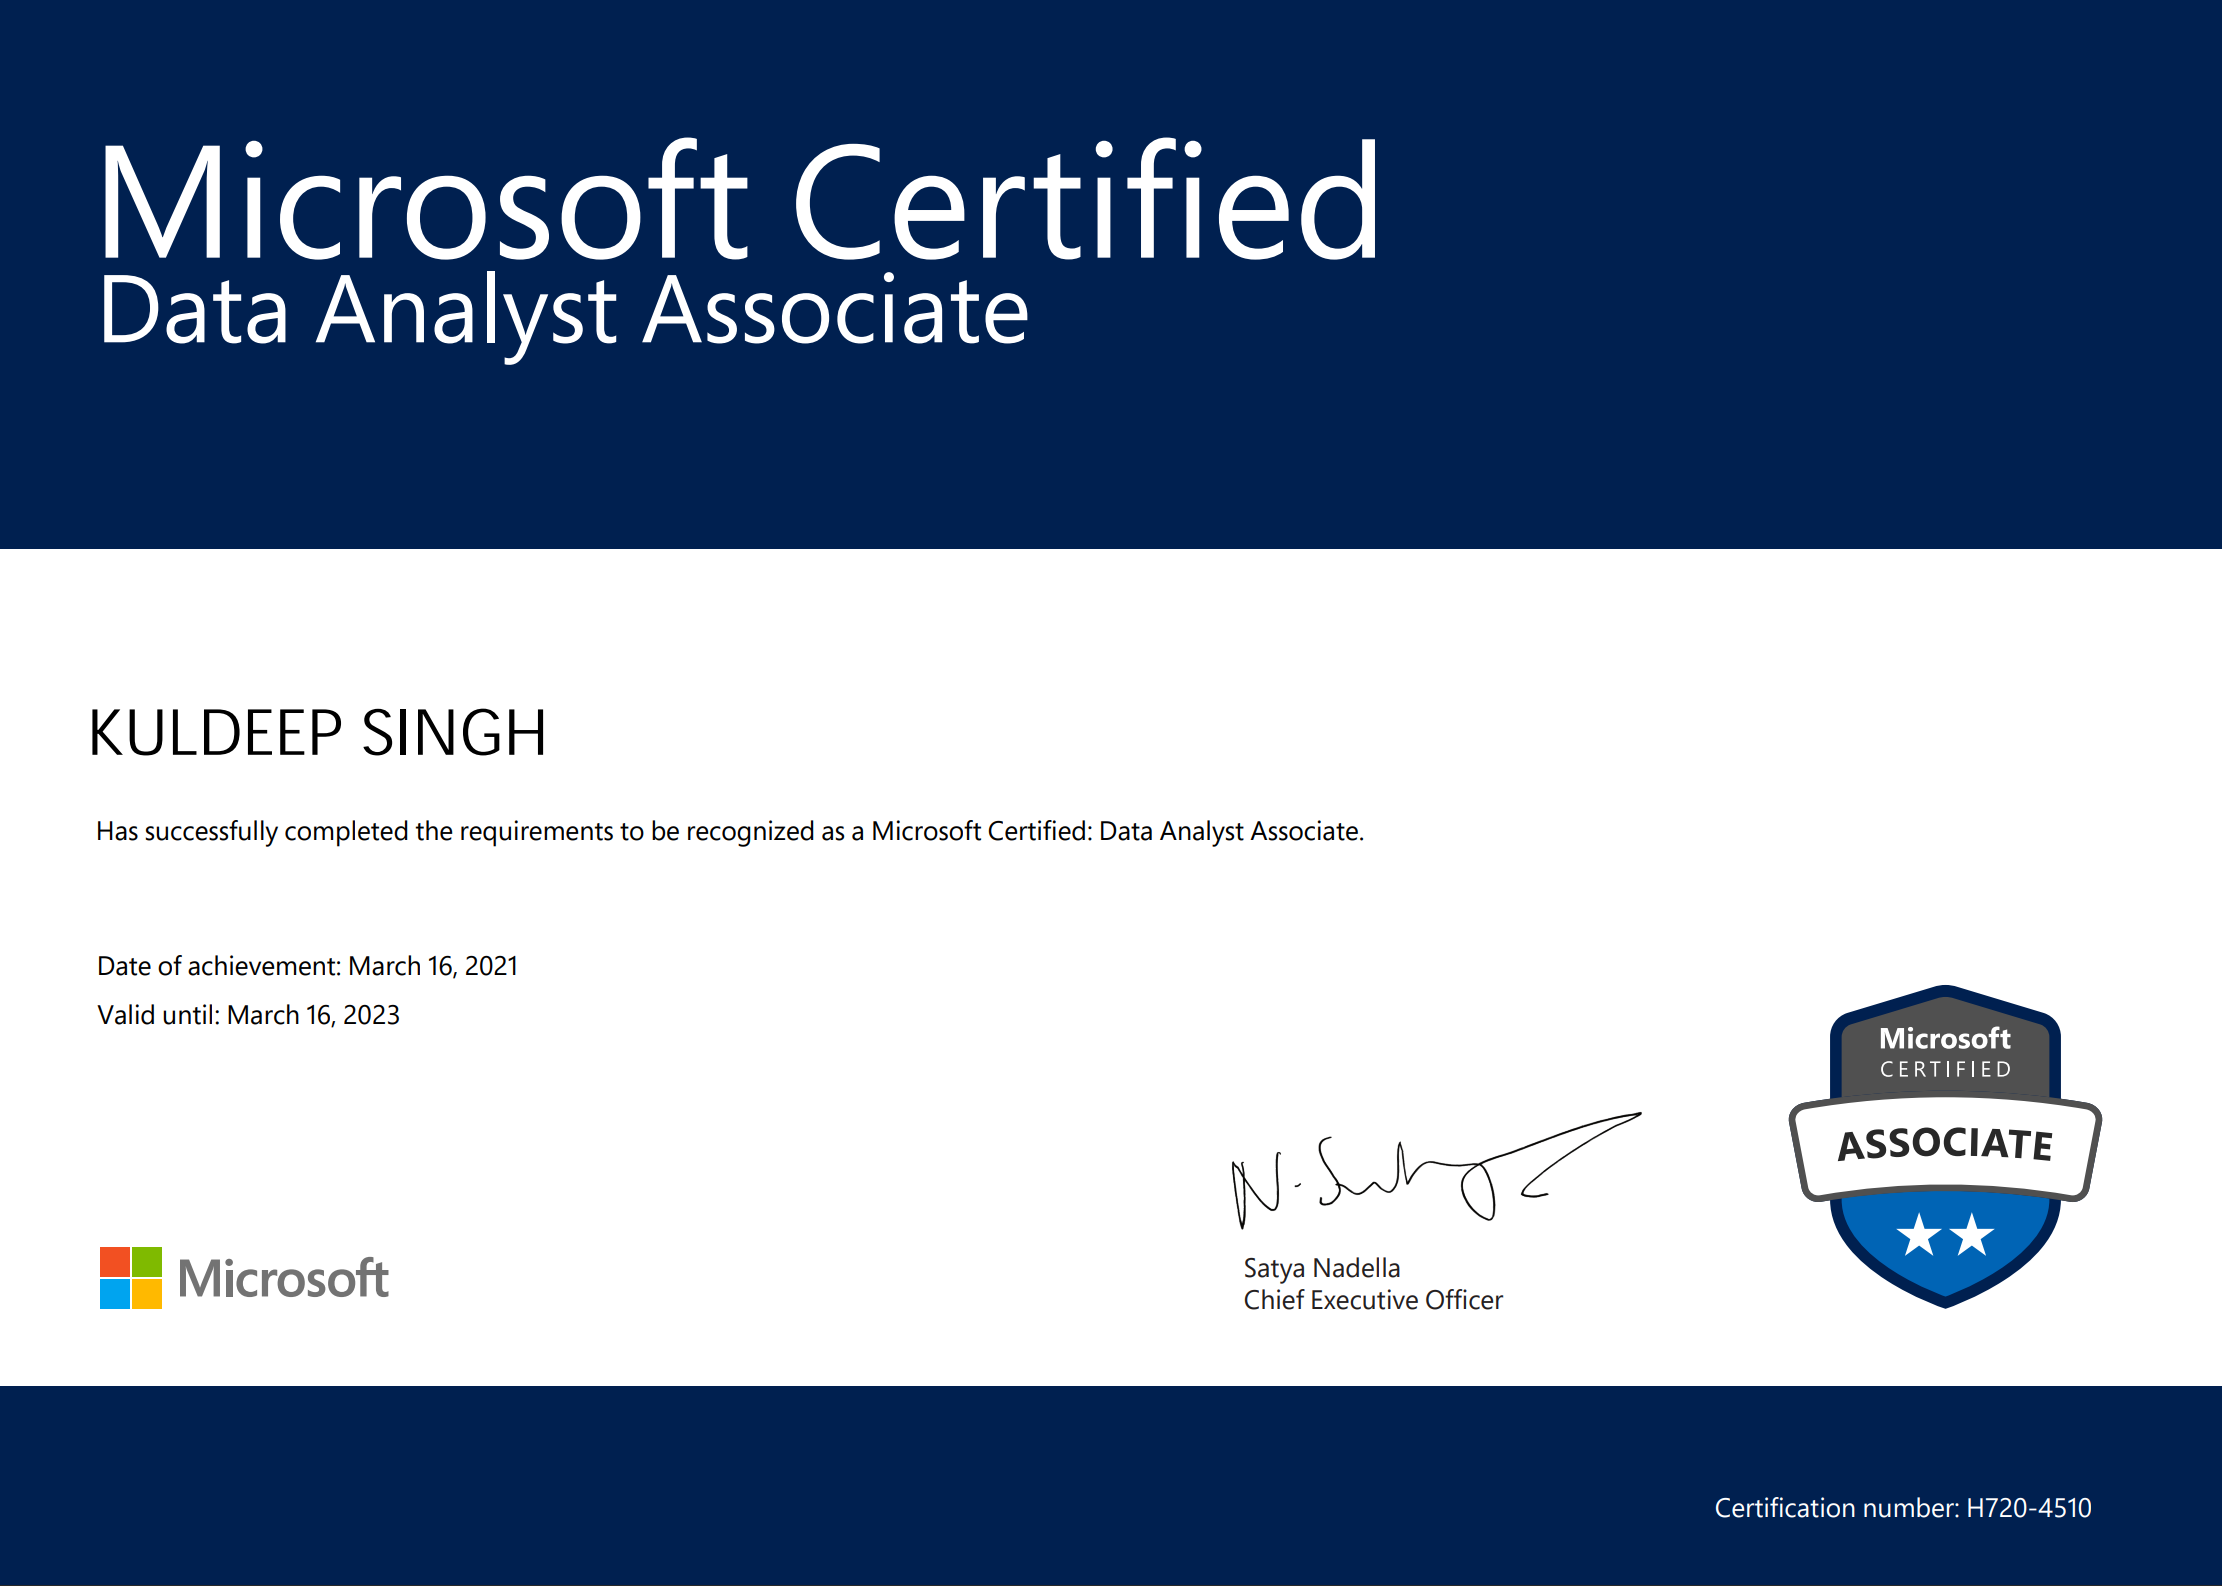 Microsoft Certified
Data Analyst Associate
KULDEEP SINGH
Has successfully completed the requirements to be recognized as a Microsoft Certified: Data Analyst Associate.
Date of achievement: March 16, 2021
Valid until: March 16, 2023
Microsoft
CERTIFIED
ASSOCIATE
Microsoft
Satya Nadella
Chief Executive Officer
Certification number: H720-4510